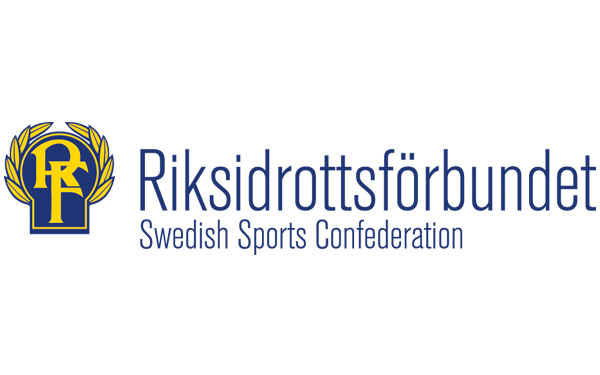 RF
Riksidrottsförbundet
Swedish Sports Confederation